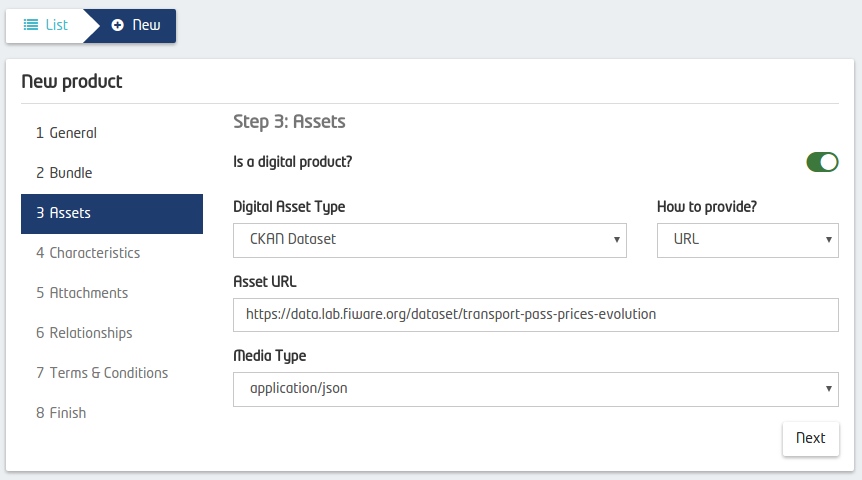 List
New
New product
1 General
2 Bundle
3 Assets
4 Characteristics
5 Attachments
6 Relationships
7 Terms & Conditions
8 Finish
Step 3: Assets
Is a digital product?
Digital Asset Type
How to provide?
CKAN Dataset
URL
Asset URL
https://data.lab.fiware.org/dataset/transport-pass-prices-evolution
Media Type
application/json
Next